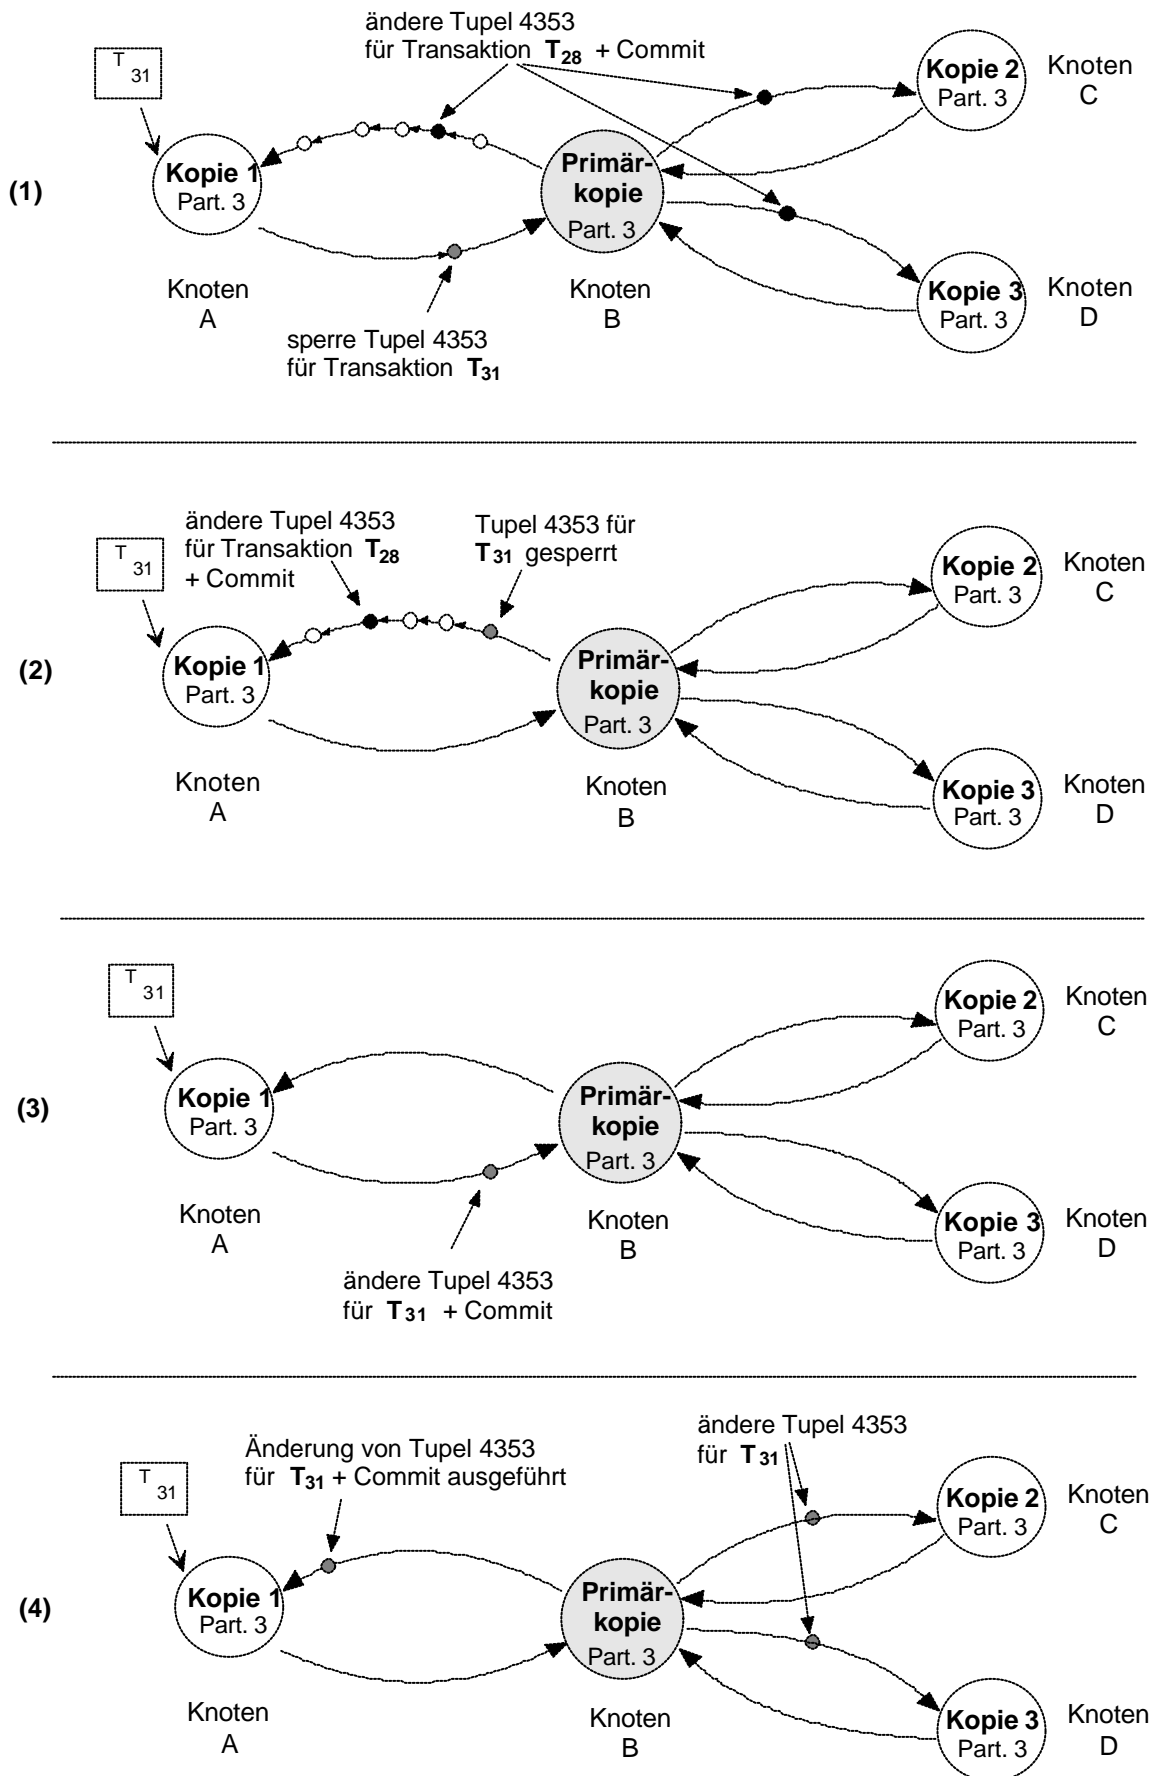 ändere Tupel 4353
für Transaktion T28 + Commit
T 31
Kopie 2
Part. 3
Knoten
C
Kopie 1
Part. 3
Primär-
kopie
Part. 3
(1)
Knoten
A
Knoten
B
Kopie 3
Part. 3
Knoten
D
sperre Tupel 4353
für Transaktion T31
ändere Tupel 4353
für Transaktion T28
+ Commit
Tupel 4353 für
T31 gesperrt
T 31
Kopie 2
Part. 3
Knoten
C
(2)
Kopie 1
Part. 3
Primär-
kopie
Part. 3
Knoten
A
Knoten
B
Kopie 3
Part. 3
Knoten
D
T 31
Kopie 2
Part. 3
Knoten
C
(3)
Kopie 1
Part. 3
Primär-
kopie
Part. 3
Knoten
A
Knoten
B
Kopie 3
Part. 3
Knoten
D
ändere Tupel 4353
für T31 + Commit
Änderung von Tupel 4353
für T31 + Commit ausgeführt
ändere Tupel 4353
für T31
T 31
Kopie 2
Part. 3
Knoten
C
(4)
Kopie 1
Part. 3
Primär-
kopie
Part. 3
Knoten
A
Knoten
B
Kopie 3
Part. 3
Knoten
D